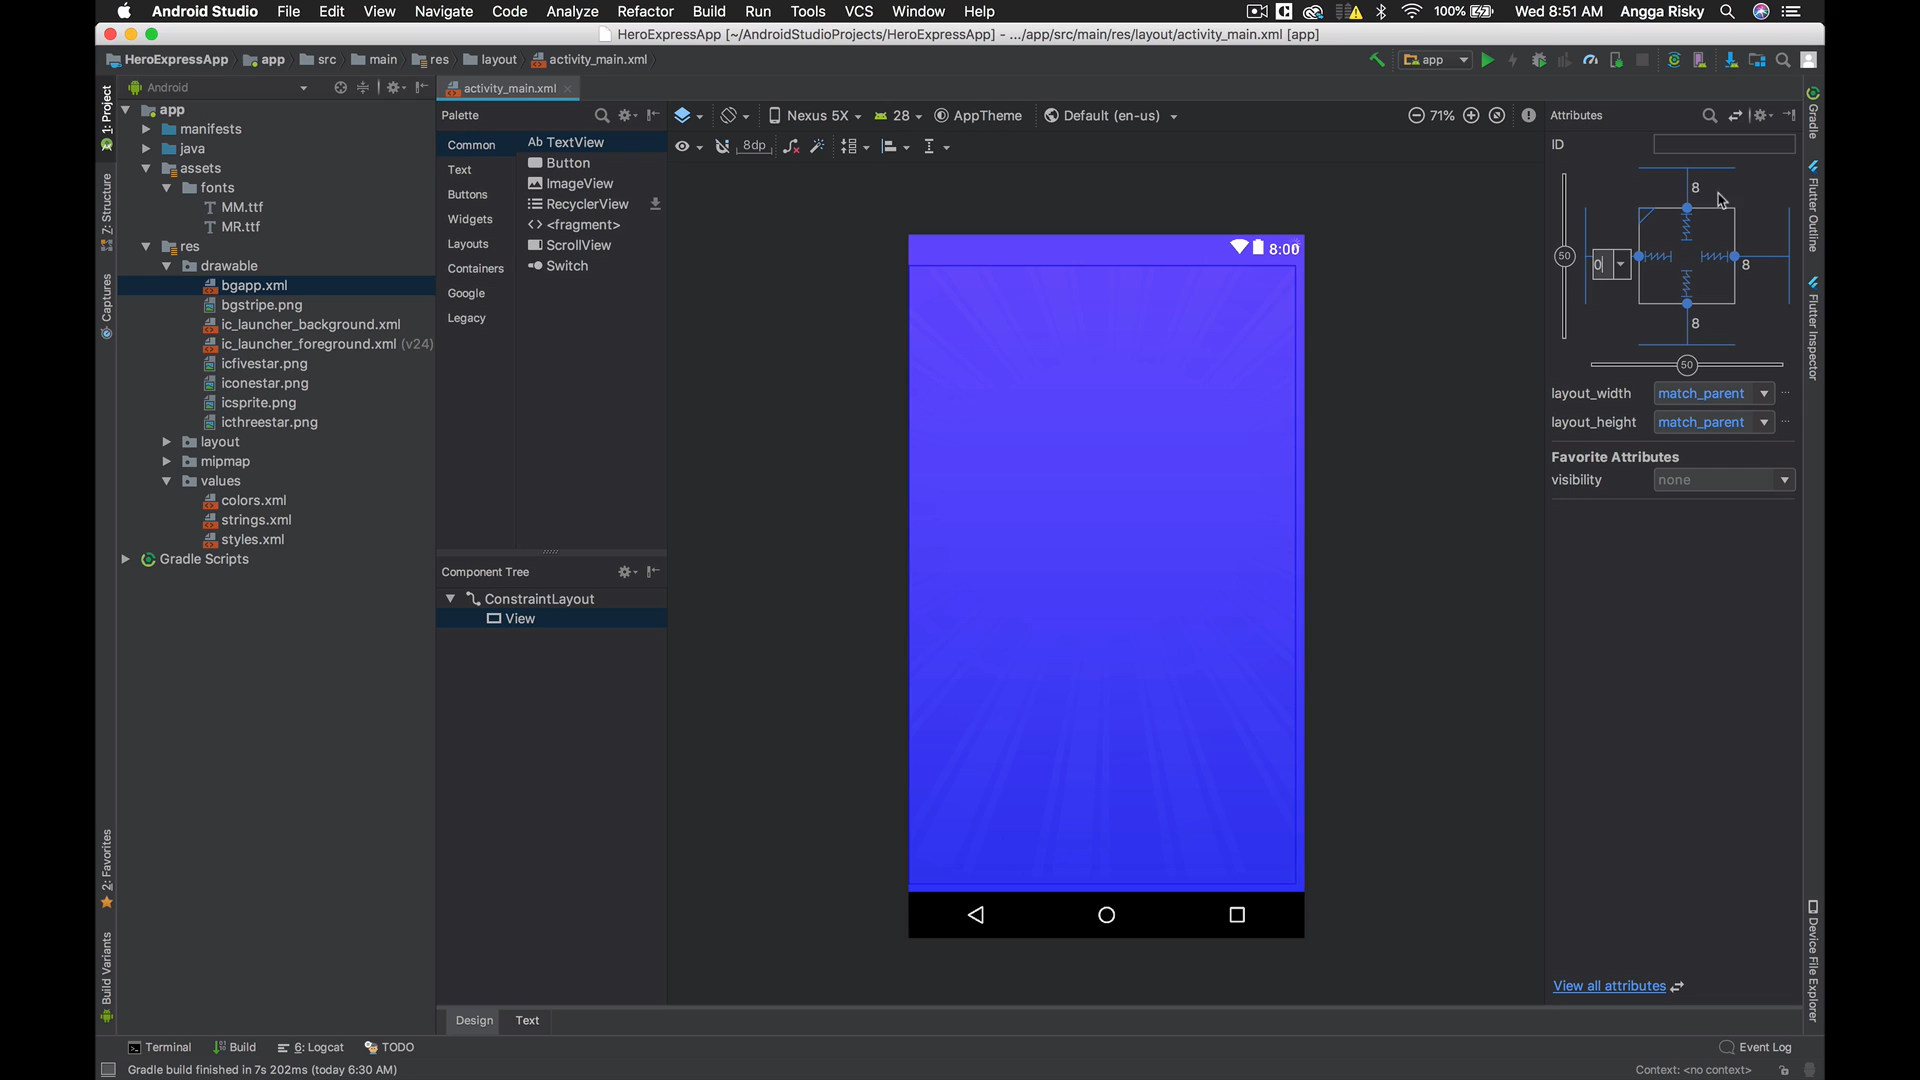 Android Studio File Edit View Navigate Code Analyze Refactor Build Run Tools VCS Window Help 100% Wed 8:51 AM Angga Risky
HeroExpressApp [~/AndroidStudioProjects/HeroExpressApp] - .../app/src/main/res/layout/activity_main.xml [app]
HeroExpressApp app src main res layout activity_main.xml app
Android
activity_main.xml
1: Project
Z: Structure
Captures
2: Favorites
Build Variants
app
manifests
java
assets
fonts
MM.ttf
MR.ttf
res
drawable
bgapp.xml
bgstripe.png
ic_launcher_background.xml
ic_launcher_foreground.xml (v24)
icfivestar.png
iconestar.png
icsprite.png
icthreestar.png
layout
mipmap
values
colors.xml
strings.xml
styles.xml
Gradle Scripts
Palette
Common
Text
Buttons
Widgets
Layouts
Containers
Google
Legacy
Ab TextView
Button
ImageView
RecyclerView
<fragment>
ScrollView
Switch
Component Tree
ConstraintLayout
View
Nexus 5X 28 AppTheme Default (en-us) 71%
8dp
8:00
Attributes
ID
8
50
0
8
8
50
layout_width match_parent
layout_height match_parent
Favorite Attributes
visibility none
View all attributes
Gradle
Flutter Outline
Flutter Inspector
Device File Explorer
Design Text
Terminal Build 6: Logcat TODO Event Log
Gradle build finished in 7s 202ms (today 6:30 AM) Context: <no context>